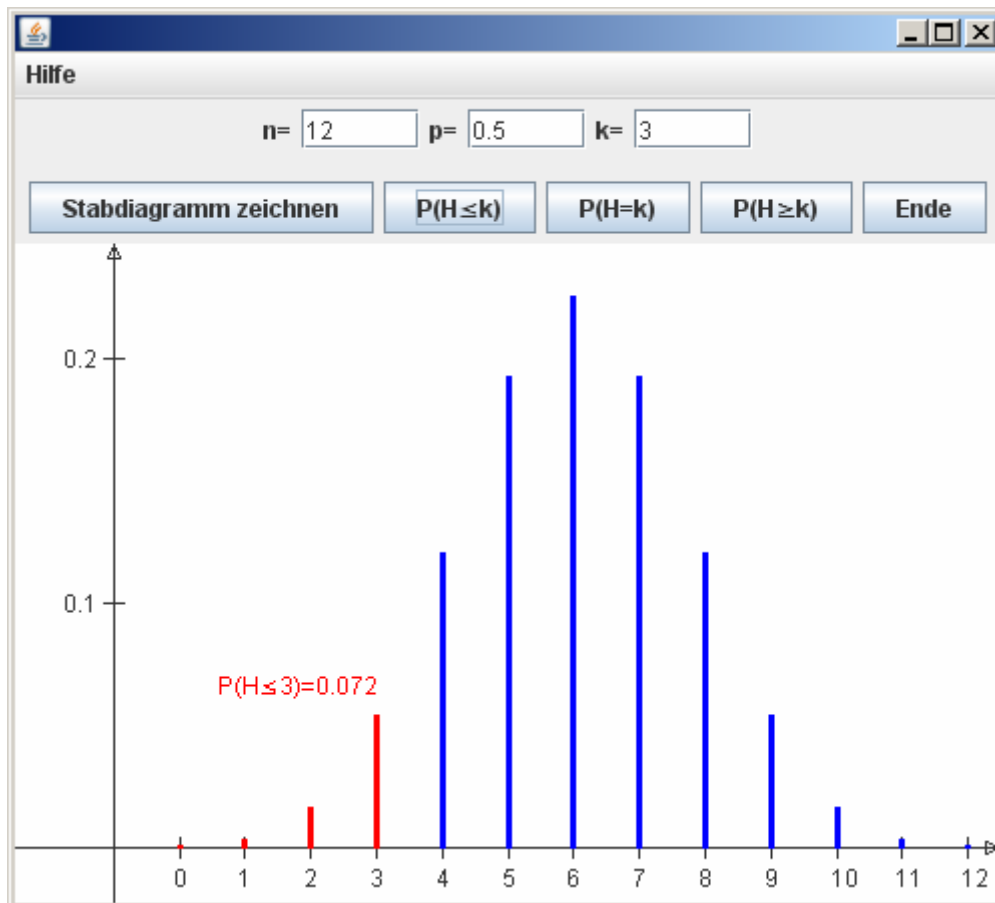 Hilfe
n= 12 p= 0.5 k= 3
Stabdiagramm zeichnen P(H≤k) P(H=k) P(H≥k) Ende
0.2
0.1
P(H≤3)=0.072
0 1 2 3 4 5 6 7 8 9 10 11 12